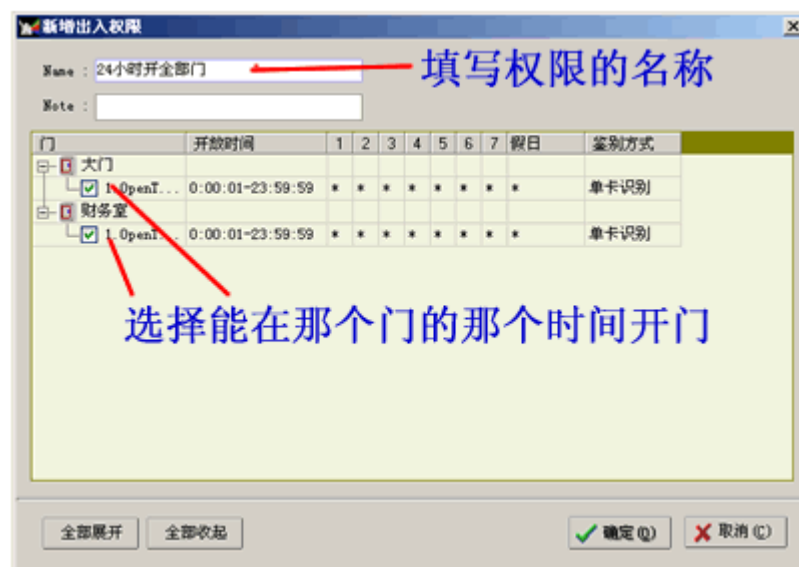 新增出入权限
Name : 24小时开全部门
填写权限的名称
Note :
门 开放时间 1 2 3 4 5 6 7 假日 鉴别方式
大门
1 OpenT... 0:00:01-23:59:59 * * * * * * * * 单卡识别
财务室
1 OpenT... 0:00:01-23:59:59 * * * * * * * * 单卡识别
选择能在那个门的那个时间开门
全部展开 全部收起 确定(O) 取消(C)